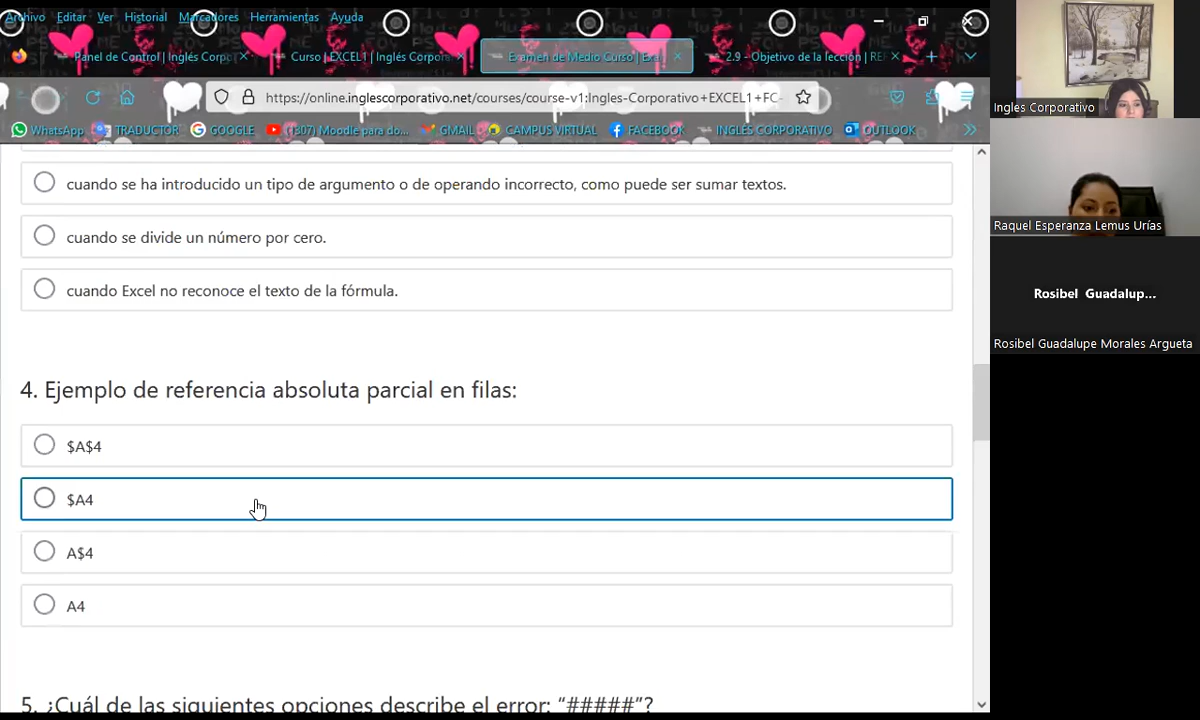 Archivo Editar Ver Historial Marcadores Herramientas Ayuda
Panel de Control | Inglés Corpo
Curso | EXCEL1 | Inglés Corpora
Examen de Medio Curso | Exa
2.9 - Objetivo de la lección | RE
https://online.inglescorporativo.net/courses/course-v1:Ingles-Corporativo+EXCEL1+FC-
WhatsApp TRADUCTOR GOOGLE (1307) Moodle para do... GMAIL CAMPUS VIRTUAL FACEBOOK INGLÉS CORPORATIVO OUTLOOK
cuando se ha introducido un tipo de argumento o de operando incorrecto, como puede ser sumar textos.
cuando se divide un número por cero.
cuando Excel no reconoce el texto de la fórmula.
4. Ejemplo de referencia absoluta parcial en filas:
$A$4
$A4
A$4
A4
5. ¿Cuál de las siguientes opciones describe el error: "#####"?
Ingles Corporativo
Raquel Esperanza Lemus Urías
Rosibel Guadalup...
Rosibel Guadalupe Morales Argueta